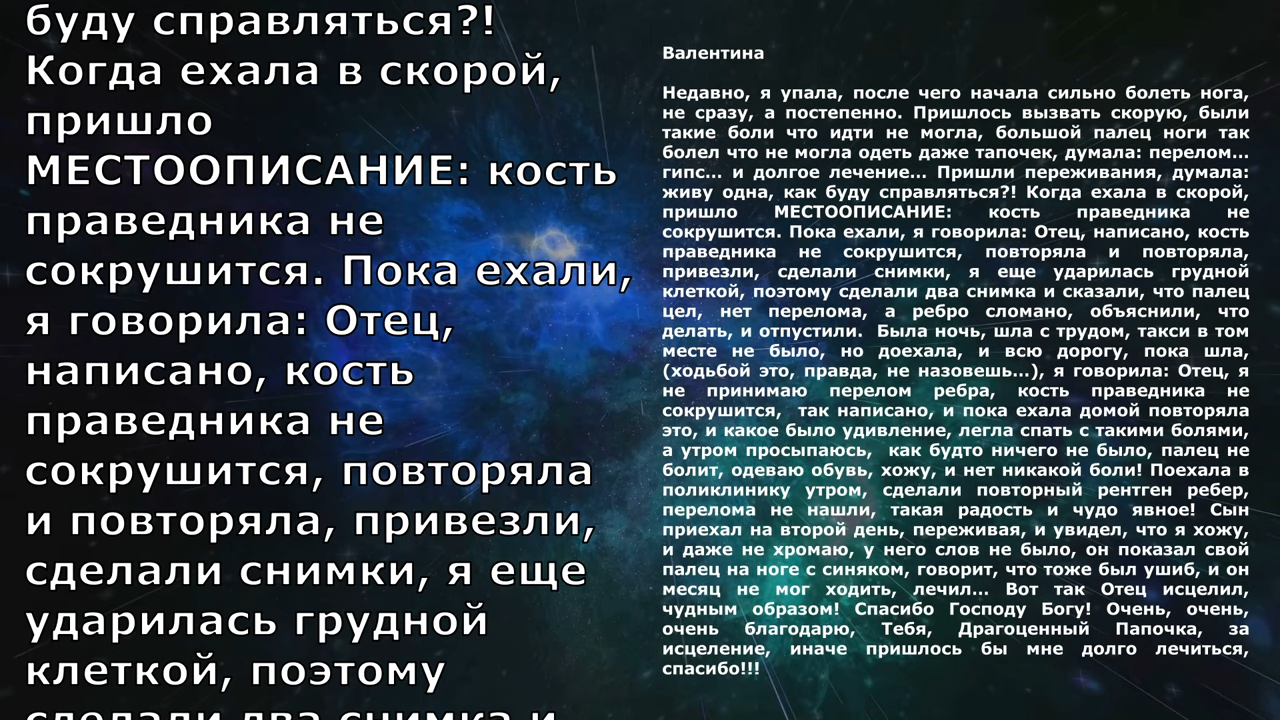 буду справляться?!
Когда ехала в скорой,
пришло
МЕСТООПИСАНИЕ: кость
праведника не
сокрушится. Пока ехали,
я говорила: Отец,
написано, кость
праведника не
сокрушится, повторяла
и повторяла, привезли,
сделали снимки, я еще
ударилась грудной
клеткой, поэтому
сделали два снимка и
Валентина
Недавно, я упала, после чего начала сильно болеть нога,
не сразу, а постепенно. Пришлось вызвать скорую, были
такие боли что идти не могла, большой палец ноги так
болел что не могла одеть даже тапочек, думала: перелом...
гипс... и долгое лечение... Пришли переживания, думала:
живу одна, как буду справляться?! Когда ехала в скорой,
пришло МЕСТООПИСАНИЕ: кость праведника не
сокрушится. Пока ехали, я говорила: Отец, написано, кость
праведника не сокрушится, повторяла и повторяла,
привезли, сделали снимки, я еще ударилась грудной
клеткой, поэтому сделали два снимка и сказали, что палец
цел, нет перелома, а ребро сломано, объяснили, что
делать, и отпустили. Была ночь, шла с трудом, такси в том
месте не было, но доехала, и всю дорогу, пока шла,
(ходьбой это, правда, не назовешь...), я говорила: Отец, я
не принимаю перелом ребра, кость праведника не
сокрушится, так написано, и пока ехала домой повторяла
это, и какое было удивление, легла спать с такими болями,
а утром просыпаюсь, как будто ничего не было, палец не
болит, одеваю обувь, хожу, и нет никакой боли! Поехала в
поликлинику утром, сделали повторный рентген ребер,
перелома не нашли, такая радость и чудо явное! Сын
приехал на второй день, переживая, и увидел, что я хожу,
и даже не хромаю, у него слов не было, он показал свой
палец на ноге с синяком, говорит, что тоже был ушиб, и он
месяц не мог ходить, лечил... Вот так Отец исцелил,
чудным образом! Спасибо Господу Богу! Очень, очень,
очень благодарю, Тебя, Драгоценный Папочка, за
исцеление, иначе пришлось бы мне долго лечиться,
спасибо!!!